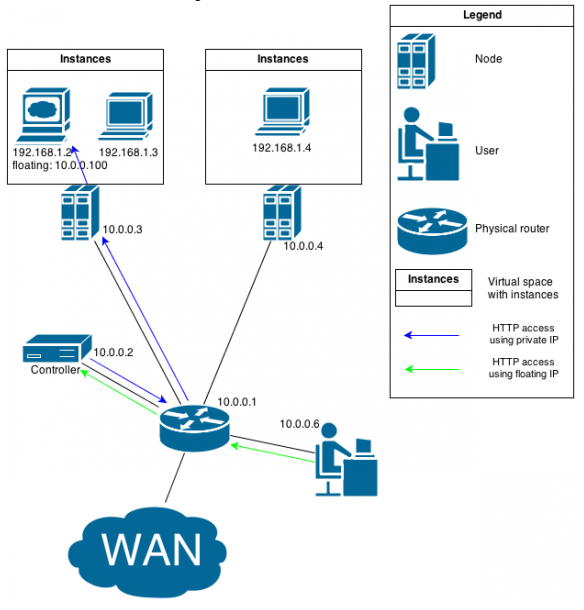 Instances
192.168.1.2
floating: 10.0.0.100
192.168.1.3
Instances
192.168.1.4
10.0.0.3
10.0.0.4
10.0.0.2
Controller
10.0.0.1
10.0.0.6
WAN
Legend
Node
User
Physical router
Instances
Virtual space
with instances
HTTP access
using private IP
HTTP access
using floating IP